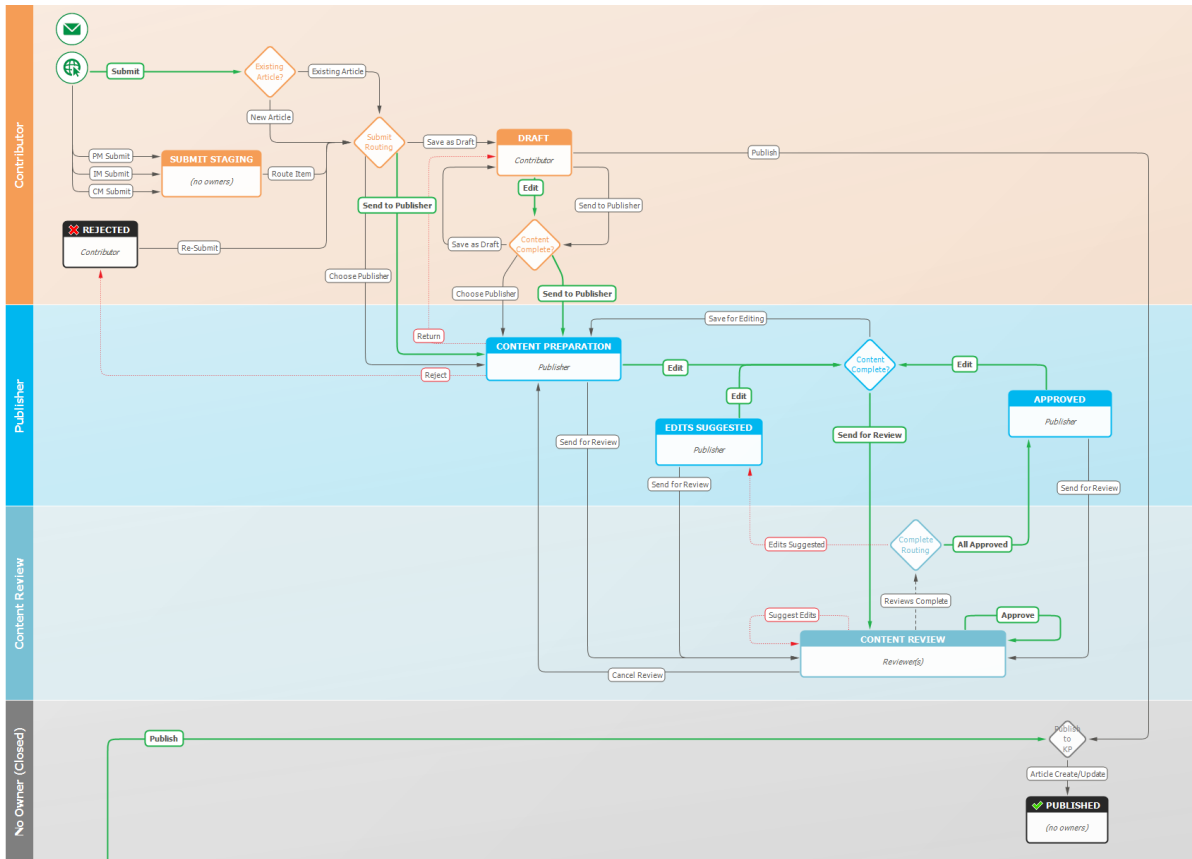 Contributor
Submit
Existing
Article?
Existing Article
New Article
Submit
Routing
Save as Draft
DRAFT
Contributor
Publish
PM Submit
IM Submit
CM Submit
SUBMIT STAGING
(no owners)
Route Item
Edit
Send to Publisher
Send to Publisher
REJECTED
Contributor
Re-Submit
Save as Draft
Content
Complete?
Choose Publisher
Choose Publisher
Send to Publisher
Publisher
Save for Editing
Return
CONTENT PREPARATION
Publisher
Reject
Edit
Content
Complete?
Edit
Edit
APPROVED
Publisher
EDITS SUGGESTED
Publisher
Send for Review
Send for Review
Send for Review
Send for Review
Content Review
Edits Suggested
Complete
Routing
All Approved
Reviews Complete
Suggest Edits
Approve
CONTENT REVIEW
Reviewer(s)
Cancel Review
No Owner (Closed)
Publish
Publish
to
KP
Article Create/Update
PUBLISHED
(no owners)